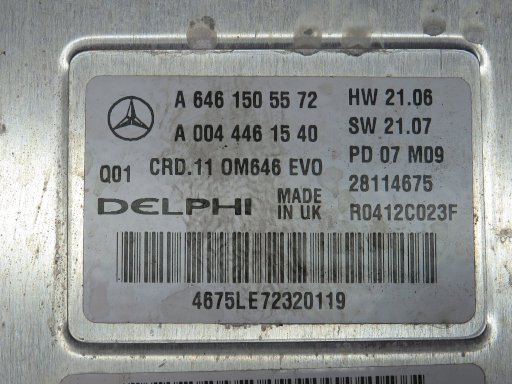 A 646 150 55 72 HW 21.06
A 004 446 15 40 SW 21.07
Q01 CRD.11 OM646 EVO PD 07 M09
28114675
DELPHI MADE IN UK R0412C023F
4675LE72320119